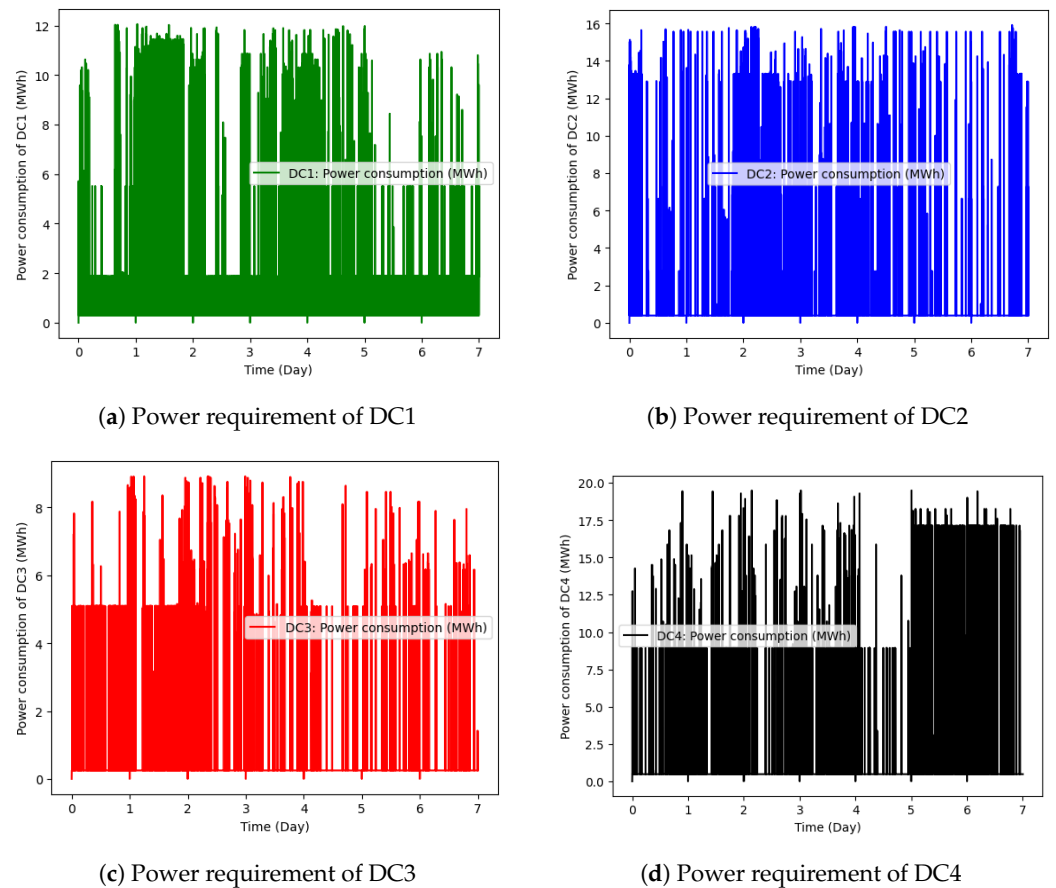 12
10
8
6
4
2
0
Power consumption of DC1 (MWh)
DC1: Power consumption (MWh)
0 1 2 3 4 5 6 7
Time (Day)
(a) Power requirement of DC1
16
14
12
10
8
6
4
2
0
Power consumption of DC2 (MWh)
DC2: Power consumption (MWh)
0 1 2 3 4 5 6 7
Time (Day)
(b) Power requirement of DC2
8
6
4
2
0
Power consumption of DC3 (MWh)
DC3: Power consumption (MWh)
0 1 2 3 4 5 6 7
Time (Day)
(c) Power requirement of DC3
20.0
17.5
15.0
12.5
10.0
7.5
5.0
2.5
0.0
Power consumption of DC4 (MWh)
DC4: Power consumption (MWh)
0 1 2 3 4 5 6 7
Time (Day)
(d) Power requirement of DC4